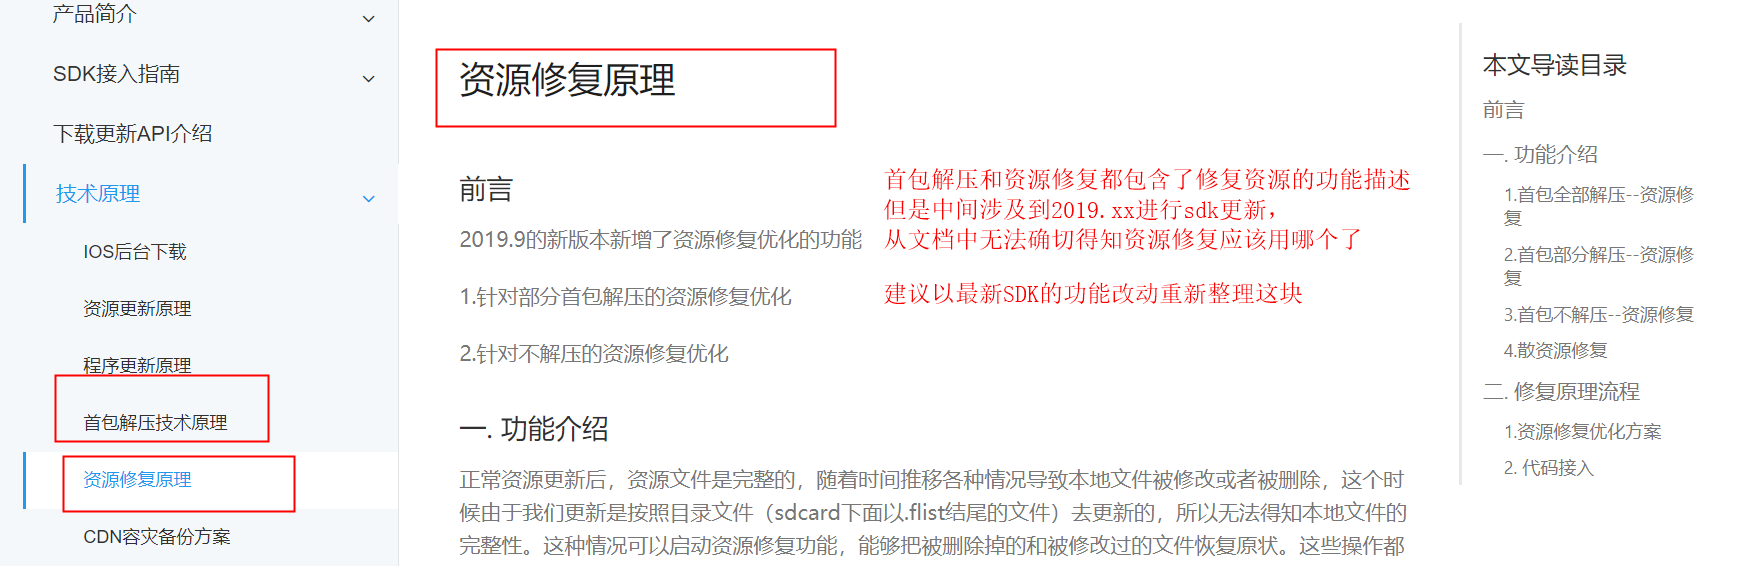 产品简介
SDK接入指南
下载更新API介绍
技术原理
IOS后台下载
资源更新原理
程序更新原理
首包解压技术原理
资源修复原理
CDN容灾备份方案
资源修复原理
前言
2019.9的新版本新增了资源修复优化的功能
1.针对部分首包解压的资源修复优化
2.针对不解压的资源修复优化
首包解压和资源修复都包含了修复资源的功能描述
但是中间涉及到2019.xx进行sdk更新，
从文档中无法确切得知资源修复应该用哪个了
建议以最新SDK的功能改动重新整理这块
一. 功能介绍
正常资源更新后，资源文件是完整的，随着时间推移各种情况导致本地文件被修改或者被删除，这个时
候由于我们更新是按照目录文件（sdcard下面以.flist结尾的文件）去更新的，所以无法得知本地文件的
完整性。这种情况可以启动资源修复功能，能够把被删除掉的和被修改过的文件恢复原状。这些操作都
本文导读目录
前言
一. 功能介绍
1.首包全部解压--资源修
复
2.首包部分解压--资源修
复
3.首包不解压--资源修复
4.散资源修复
二. 修复原理流程
1.资源修复优化方案
2. 代码接入